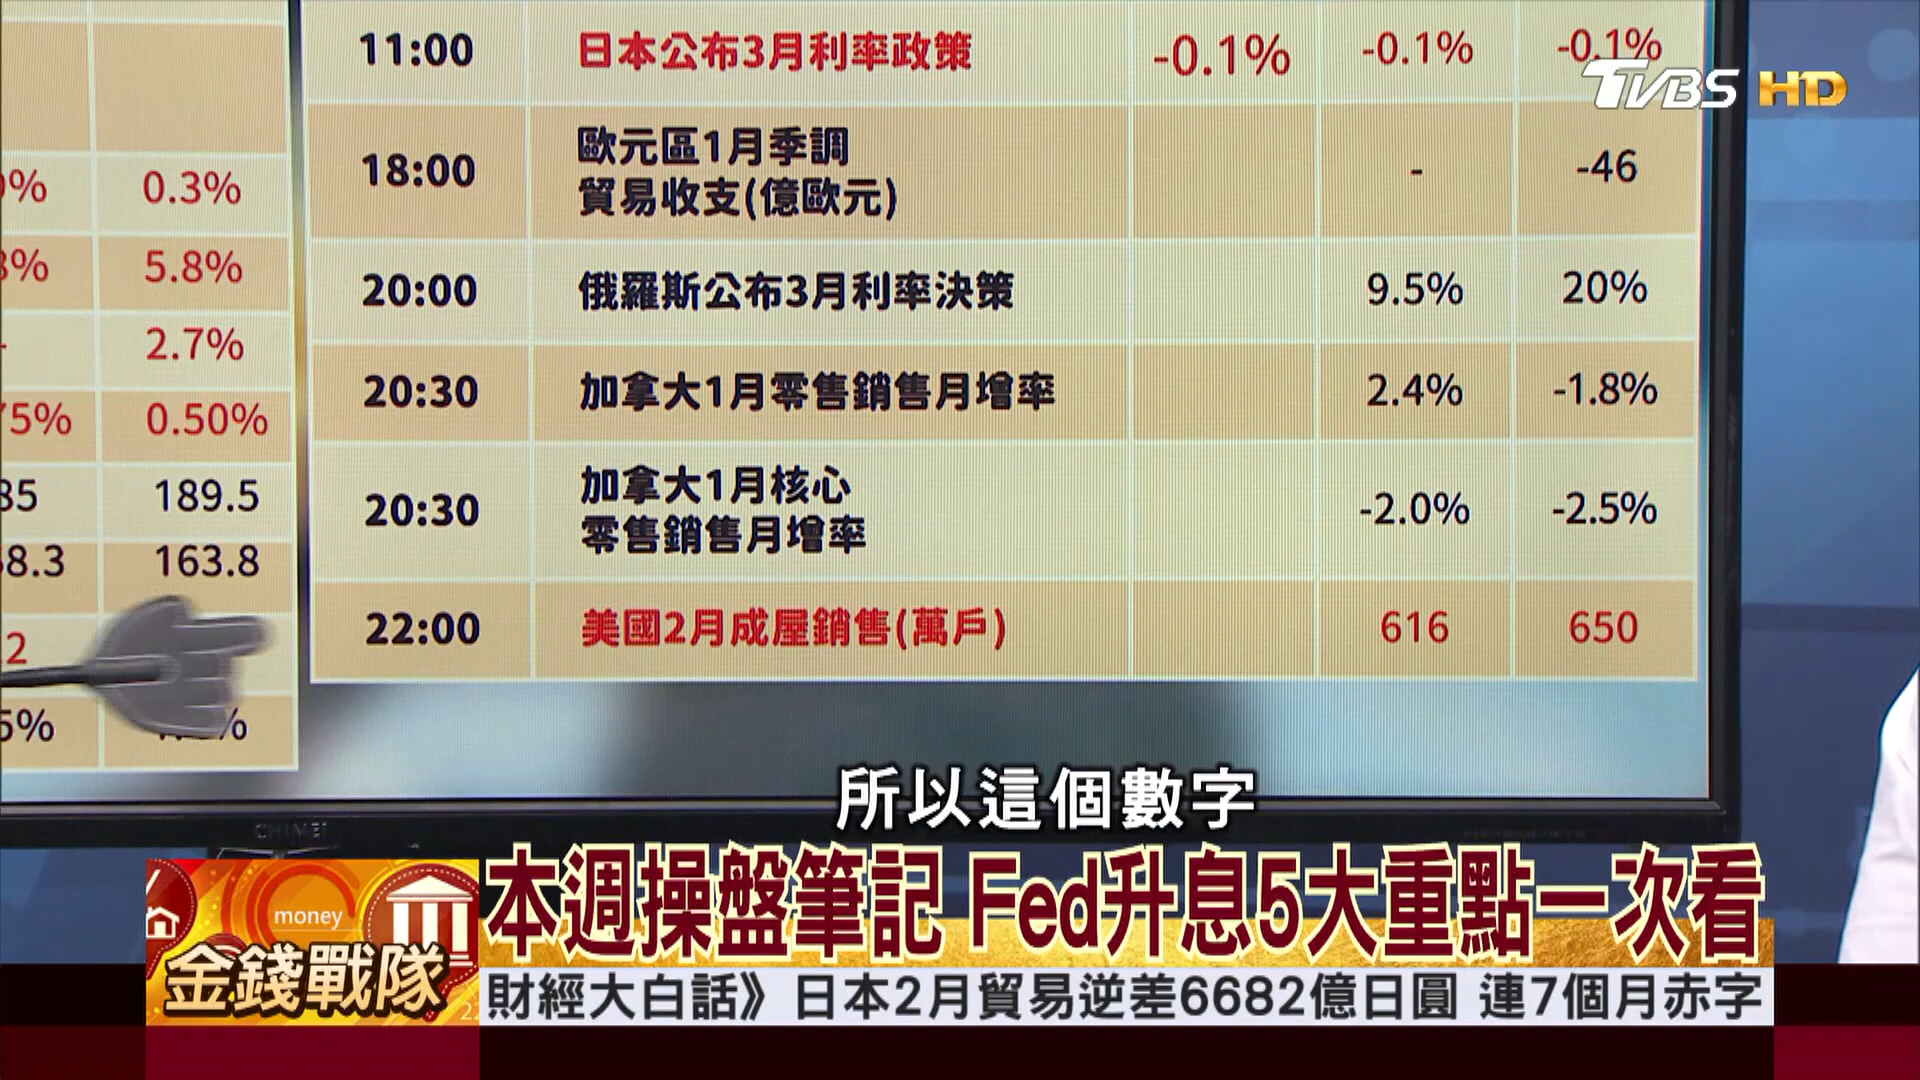 11:00 日本公布3月利率政策 -0.1% -0.1% -0.1%
TVBS HD
18:00 歐元區1月季調
貿易收支(億歐元) - -46
0.3%
20:00 俄羅斯公布3月利率決策 9.5% 20%
5.8%
2.7%
20:30 加拿大1月零售銷售月增率 2.4% -1.8%
0.50%
20:30 加拿大1月核心
零售銷售月增率 -2.0% -2.5%
189.5
163.8
22:00 美國2月成屋銷售(萬戶) 616 650
所以這個數字
CHIMEI
本週操盤筆記 Fed升息5大重點一次看
money
金錢戰隊
財經大白話》日本2月貿易逆差6682億日圓 連7個月赤字